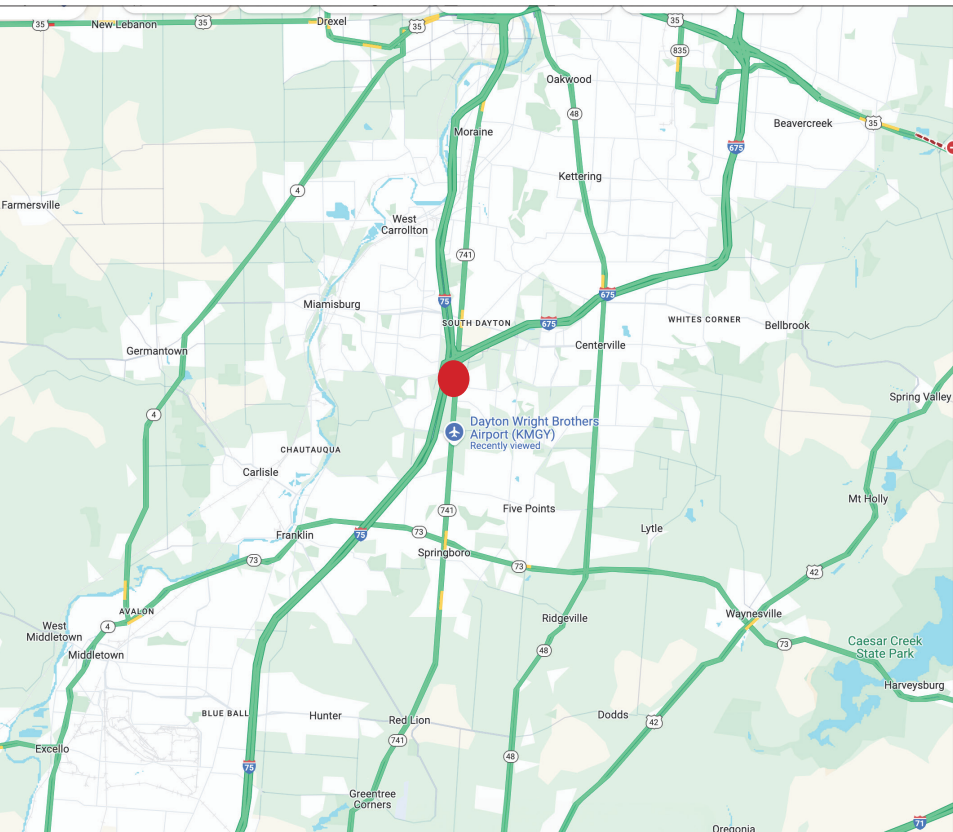 35
New Lebanon
35
Drexel
35
35
835
Oakwood
48
Moraine
Beavercreek
35
675
Kettering
4
Farmersville
West
Carrollton
741
75
675
Miamisburg
SOUTH DAYTON
675
WHITES CORNER
Bellbrook
Germantown
Centerville
Spring Valley
4
Dayton Wright Brothers
Airport (KMGY)
Recently viewed
CHAUTAUQUA
Carlisle
Mt Holly
741
Five Points
Lytle
Franklin
75
73
Springboro
73
73
42
AVALON
4
West
Middletown
Middletown
Ridgeville
Waynesville
48
73
Caesar Creek
State Park
Harveysburg
BLUE BALL
Hunter
Red Lion
Dodds
42
741
Excello
75
48
Greentree
Corners
71
Oregonia